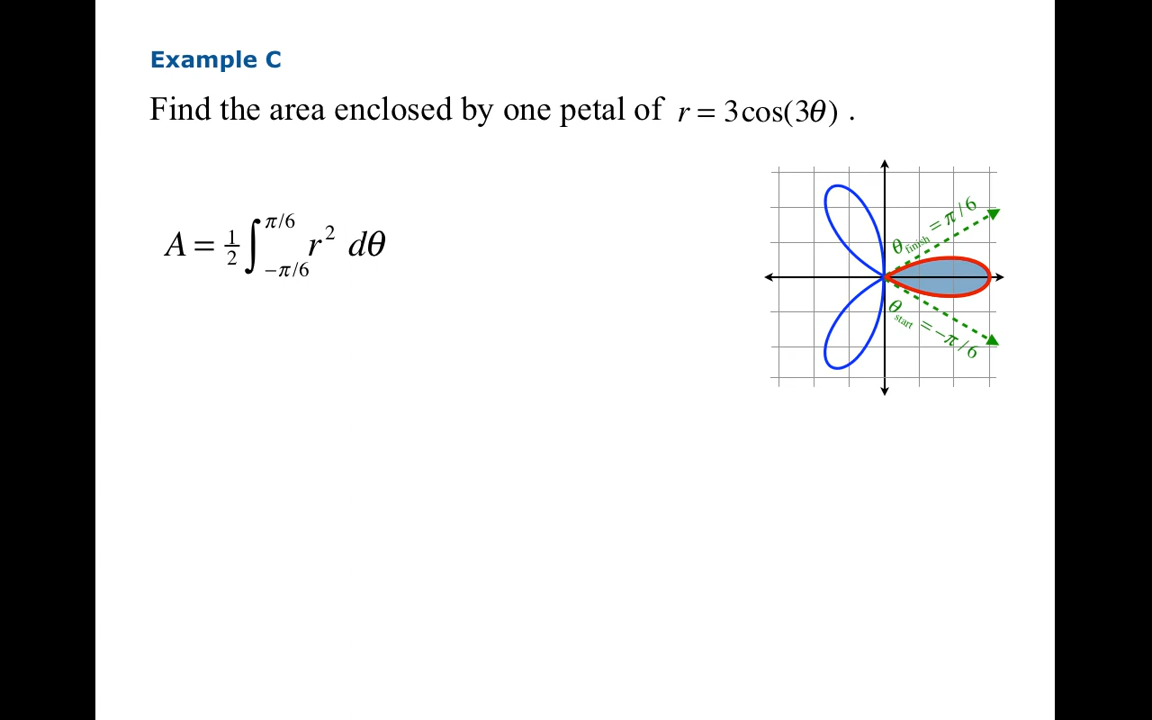 Example C
Find the area enclosed by one petal of r = 3cos(3θ) .
A = ½ ∫_{−π/6}^{π/6} r² dθ
θ_finish = π/6
θ_start = −π/6